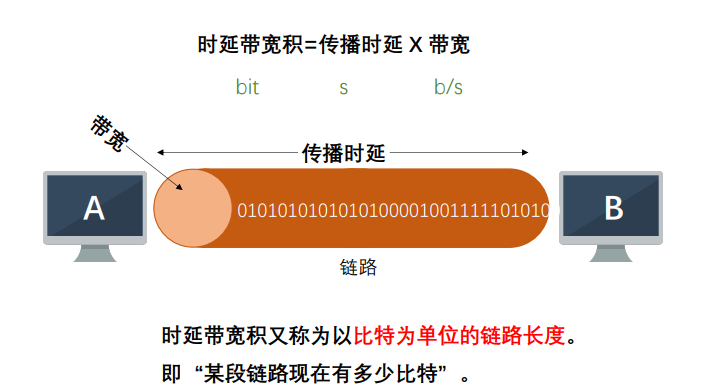 时延带宽积=传播时延 X 带宽
bit s b/s
带宽
传播时延
A
0101010101010100001001111101010
B
链路
时延带宽积又称为以比特为单位的链路长度。
即“某段链路现在有多少比特”。